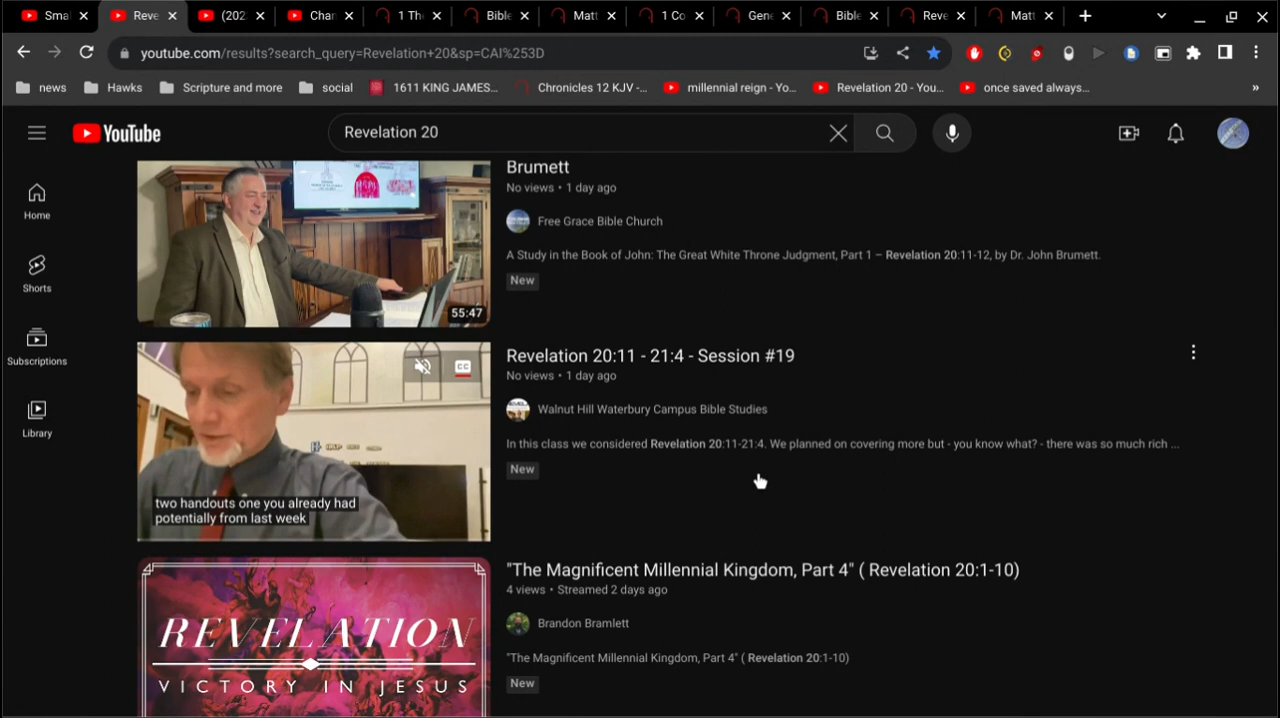 Smal
Reve
(202
Chan
1 Th
Bible
Matt
1 Co
Gene
Bible
Reve
Matt
youtube.com/results?search_query=Revelation+20&sp=CAI%253D
news
Hawks
Scripture and more
social
1611 KING JAMES...
Chronicles 12 KJV -...
millennial reign - Yo...
Revelation 20 - You...
once saved always...
»
YouTube
Revelation 20
Home
Shorts
Subscriptions
Library
Brumett
No views • 1 day ago
Free Grace Bible Church
A Study in the Book of John: The Great White Throne Judgment, Part 1 – Revelation 20:11-12, by Dr. John Brumett.
New
55:47
Revelation 20:11 - 21:4 - Session #19
No views • 1 day ago
Walnut Hill Waterbury Campus Bible Studies
In this class we considered Revelation 20:11-21:4. We planned on covering more but - you know what? - there was so much rich ...
New
CC
two handouts one you already had
potentially from last week
"The Magnificent Millennial Kingdom, Part 4" ( Revelation 20:1-10)
4 views • Streamed 2 days ago
Brandon Bramlett
"The Magnificent Millennial Kingdom, Part 4" ( Revelation 20:1-10)
New
REVELATION
VICTORY IN JESUS